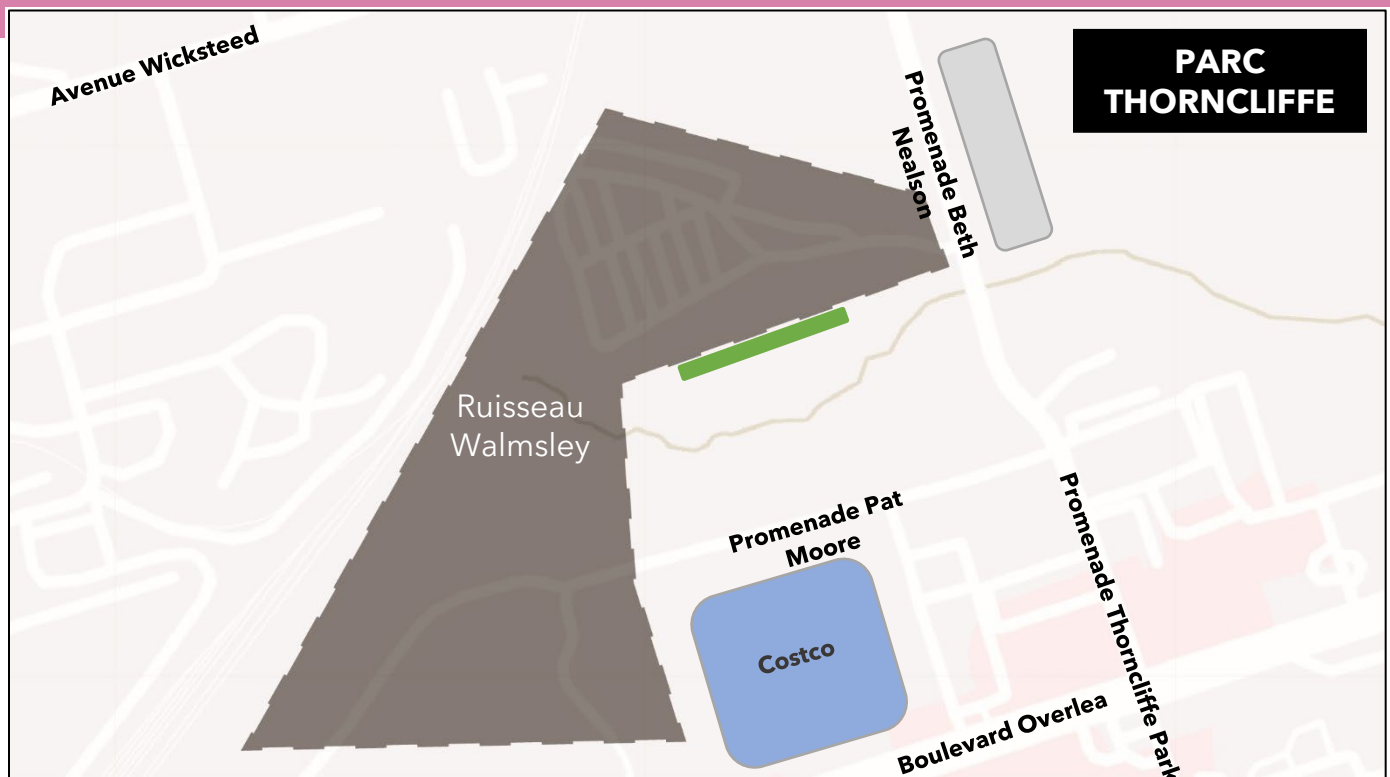 Avenue Wicksteed
PARC
THORNCLIFFE
Promenade Beth
Nealson
Ruisseau
Walmsley
Promenade Pat
Moore
Costco
Promenade Thorncliffe Park
Boulevard Overlea